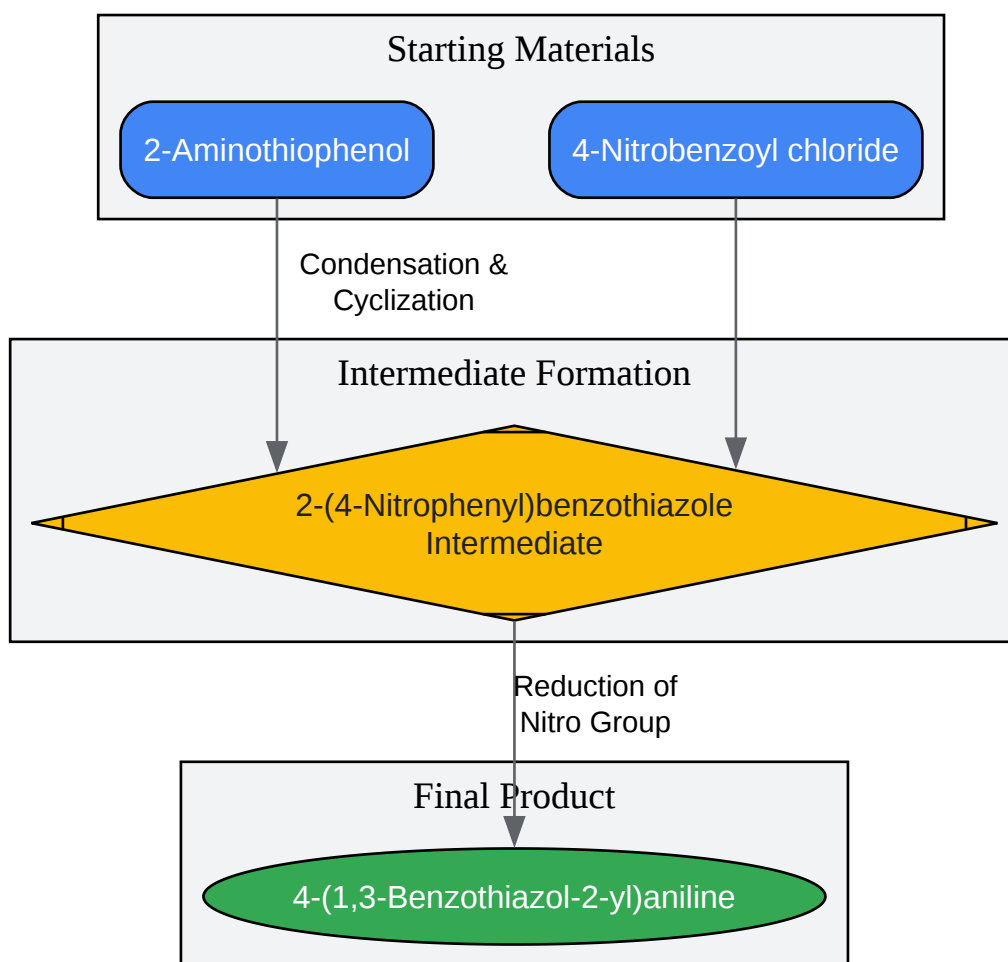 Starting Materials
2-Aminothiophenol
4-Nitrobenzoyl chloride
Condensation &
Cyclization
Intermediate Formation
2-(4-Nitrophenyl)benzothiazole
Intermediate
Reduction of
Nitro Group
Final Product
4-(1,3-Benzothiazol-2-yl)aniline